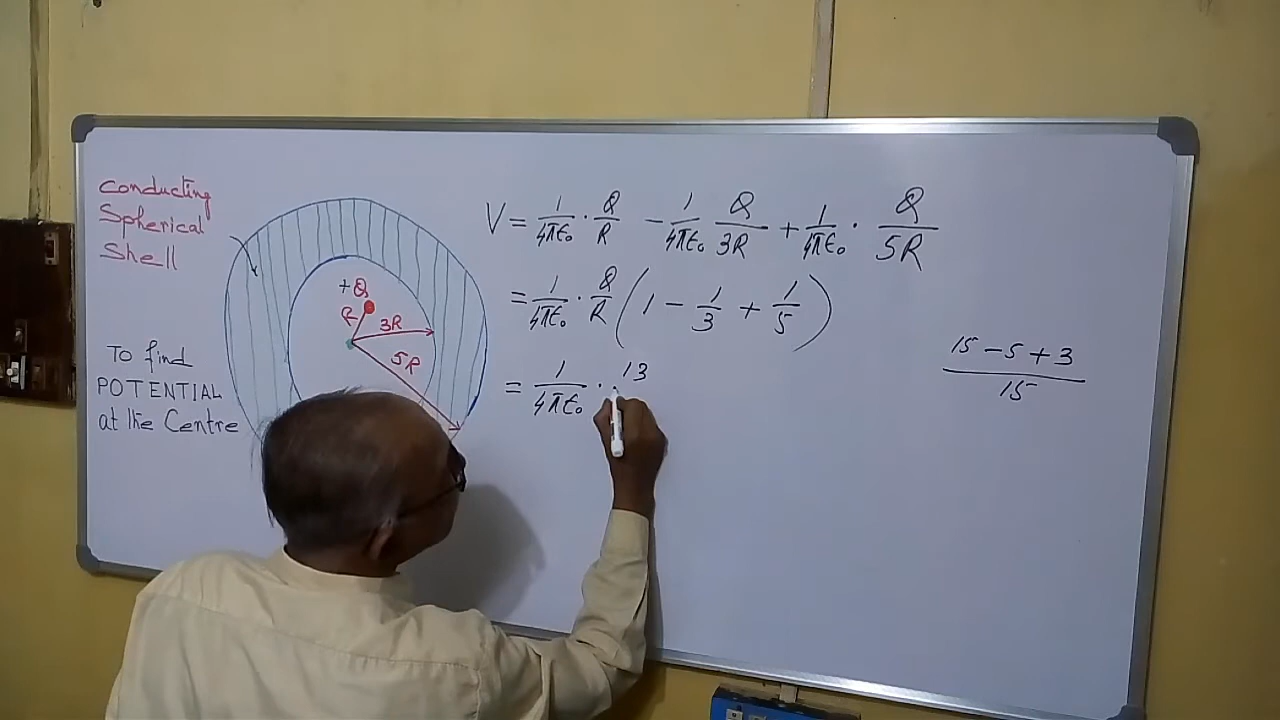 Conducting
Spherical
Shell
+Q
R
3R
5R
To find
POTENTIAL
at the Centre
V = 1/4πε₀ · Q/R − 1/4πε₀ Q/3R + 1/4πε₀ · Q/5R
= 1/4πε₀ · Q/R (1 − 1/3 + 1/5)
= 1/4πε₀ · 13
15 − 5 + 3
15